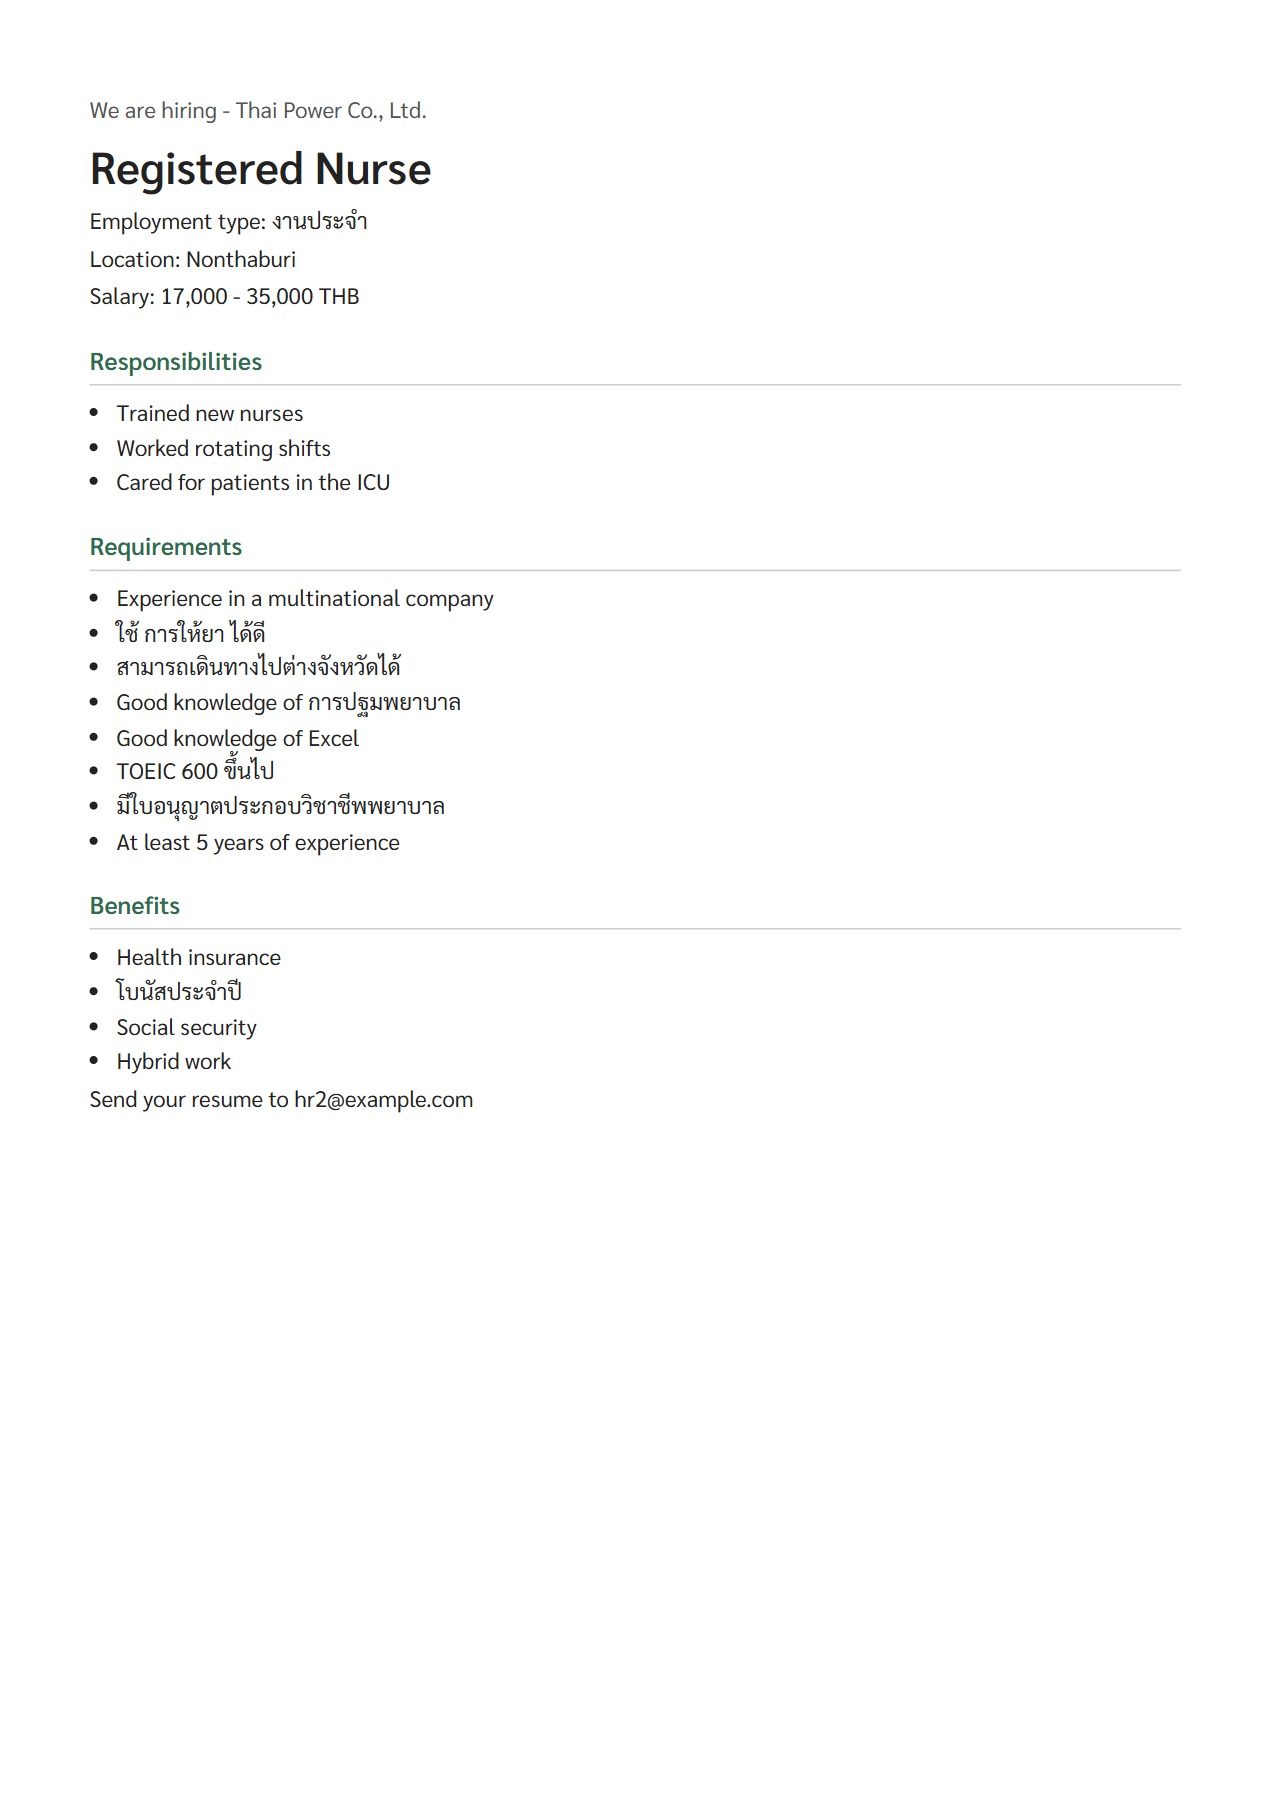 We are hiring - Thai Power Co., Ltd.
Registered Nurse
Employment type: งานประจำ
Location: Nonthaburi
Salary: 17,000 - 35,000 THB
Responsibilities
• Trained new nurses
• Worked rotating shifts
• Cared for patients in the ICU
Requirements
• Experience in a multinational company
• ใช้ การให้ยา ได้ดี
• สามารถเดินทางไปต่างจังหวัดได้
• Good knowledge of การปฐมพยาบาล
• Good knowledge of Excel
• TOEIC 600 ขึ้นไป
• มีใบอนุญาตประกอบวิชาชีพพยาบาล
• At least 5 years of experience
Benefits
• Health insurance
• โบนัสประจำปี
• Social security
• Hybrid work
Send your resume to hr2@example.com